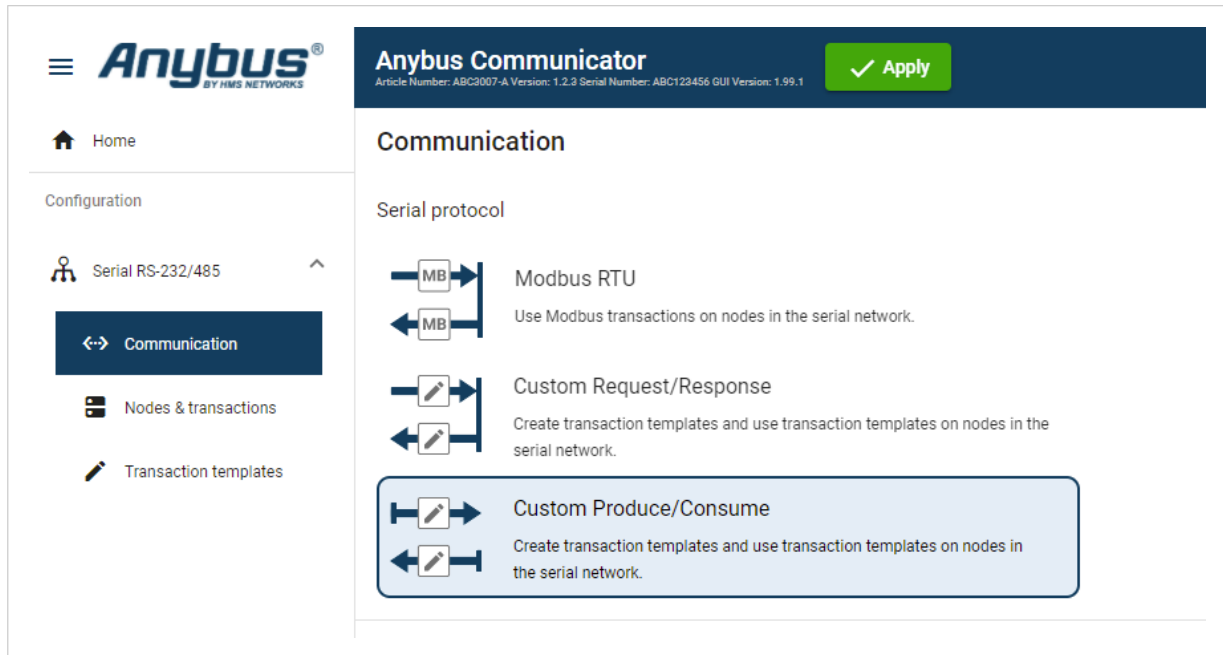 Anybus®
BY HMS NETWORKS
Anybus Communicator
Article Number: ABC3007-A Version: 1.2.3 Serial Number: ABC123456 GUI Version: 1.99.1
Apply
Home
Configuration
Serial RS-232/485
Communication
Nodes & transactions
Transaction templates
Communication
Serial protocol
MB
MB
Modbus RTU
Use Modbus transactions on nodes in the serial network.
Custom Request/Response
Create transaction templates and use transaction templates on nodes in the
serial network.
Custom Produce/Consume
Create transaction templates and use transaction templates on nodes in
the serial network.